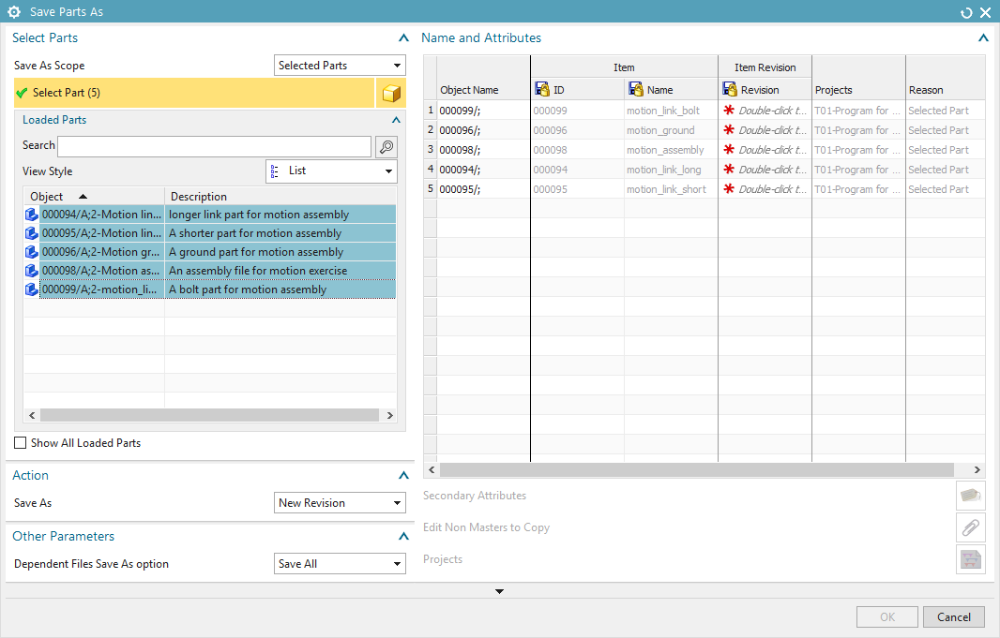 Save Parts As
Select Parts
Save As Scope
Selected Parts
Select Part (5)
Loaded Parts
Search
View Style
List
Object Description
000094/A;2-Motion lin... longer link part for motion assembly
000095/A;2-Motion lin... A shorter part for motion assembly
000096/A;2-Motion gr... A ground part for motion assembly
000098/A;2-Motion as... An assembly file for motion exercise
000099/A;2-motion_li... A bolt part for motion assembly
Show All Loaded Parts
Action
Save As
New Revision
Other Parameters
Dependent Files Save As option
Save All
Name and Attributes
Item Item Revision
Object Name ID Name Revision Projects Reason
1 000099/; 000099 motion_link_bolt * Double-click t... T01-Program for ... Selected Part
2 000096/; 000096 motion_ground * Double-click t... T01-Program for ... Selected Part
3 000098/; 000098 motion_assembly * Double-click t... T01-Program for ... Selected Part
4 000094/; 000094 motion_link_long * Double-click t... T01-Program for ... Selected Part
5 000095/; 000095 motion_link_short * Double-click t... T01-Program for ... Selected Part
Secondary Attributes
Edit Non Masters to Copy
Projects
OK Cancel